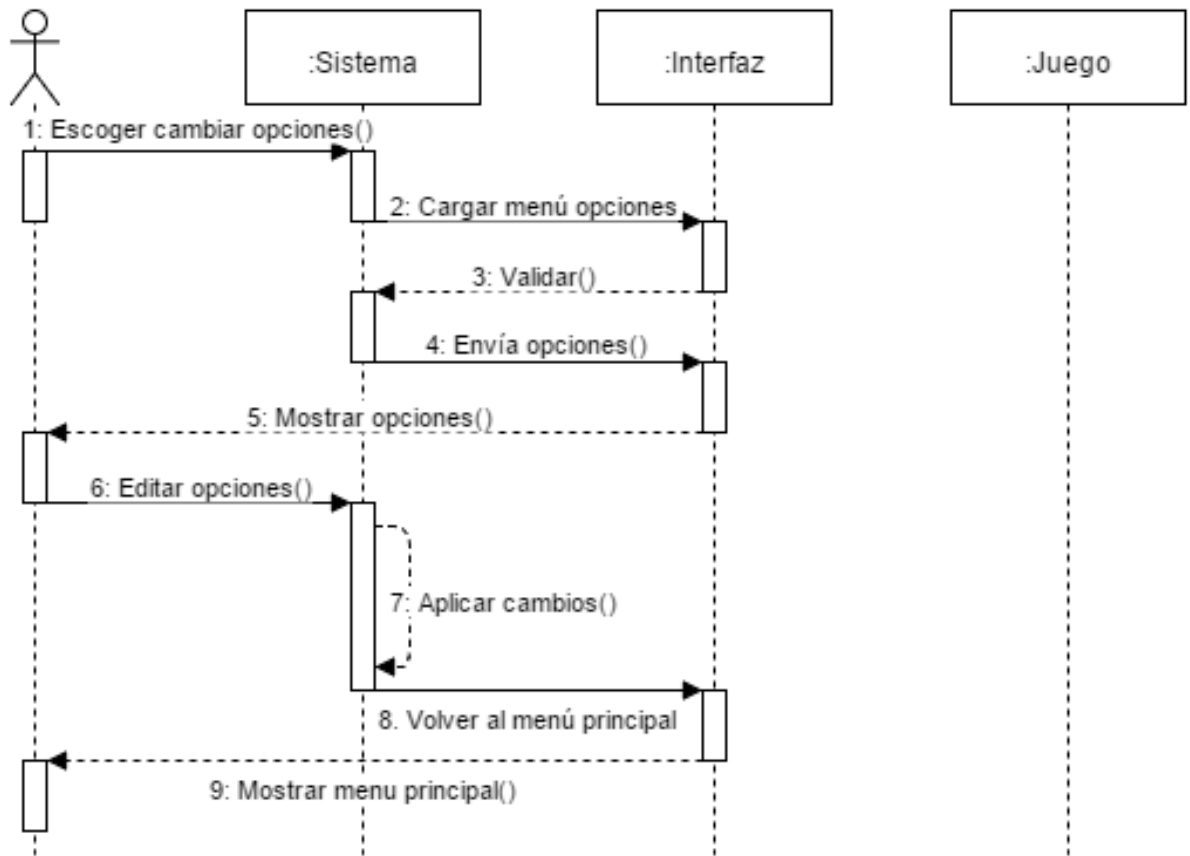 :Sistema
:Interfaz
:Juego
1: Escoger cambiar opciones()
2: Cargar menú opciones
3: Validar()
4: Envía opciones()
5: Mostrar opciones()
6: Editar opciones()
7: Aplicar cambios()
8. Volver al menú principal
9: Mostrar menu principal()